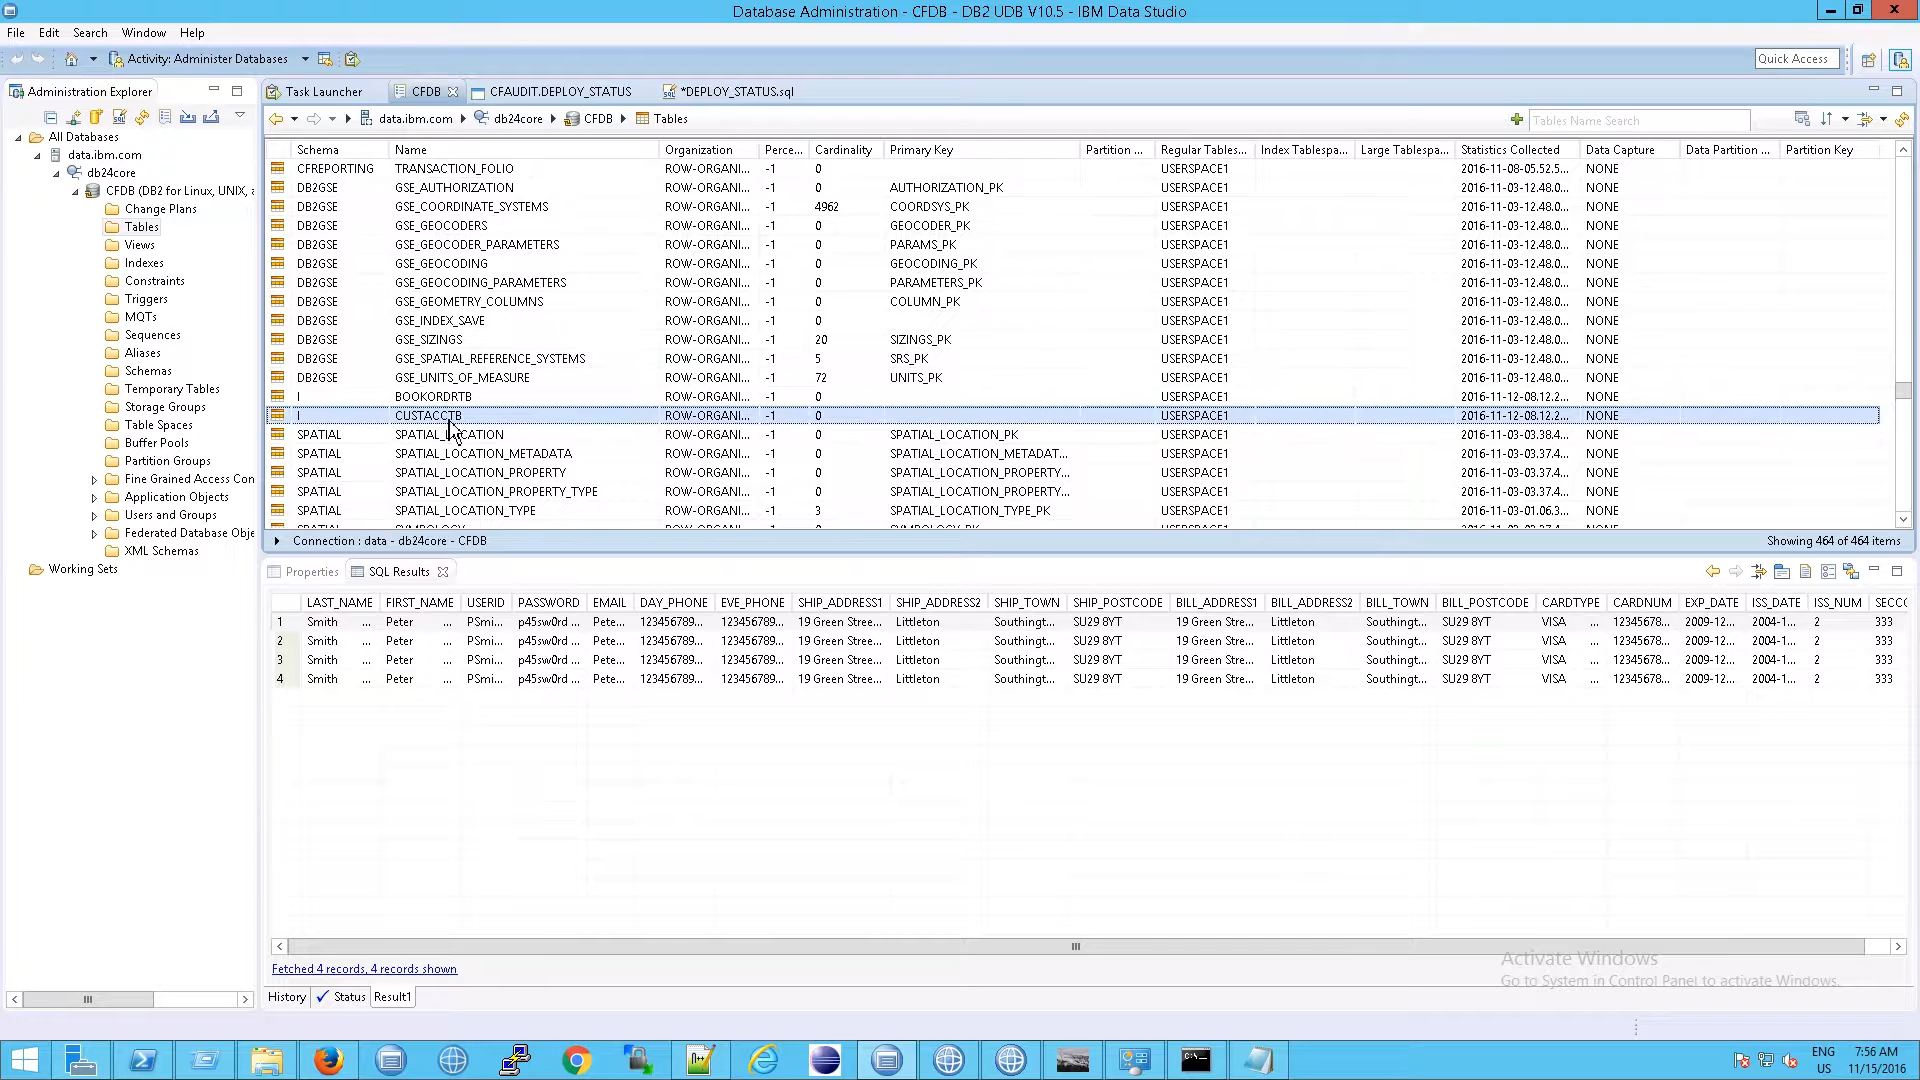 Database Administration - CFDB - DB2 UDB V10.5 - IBM Data Studio
File Edit Search Window Help
Activity: Administer Databases Quick Access
Administration Explorer
All Databases
data.ibm.com
db24core
CFDB (DB2 for Linux, UNIX,
Change Plans
Tables
Views
Indexes
Constraints
Triggers
MQTs
Sequences
Aliases
Schemas
Temporary Tables
Storage Groups
Table Spaces
Buffer Pools
Partition Groups
Fine Grained Access Con
Application Objects
Users and Groups
Federated Database Obje
XML Schemas
Working Sets
Task Launcher CFDB CFAUDIT.DEPLOY_STATUS *DEPLOY_STATUS.sql
data.ibm.com db24core CFDB Tables Tables Name Search
Schema Name Organization Perce... Cardinality Primary Key Partition ... Regular Tables... Index Tablespa... Large Tablespa... Statistics Collected Data Capture Data Partition ... Partition Key
CFREPORTING TRANSACTION_FOLIO ROW-ORGANI... -1 0 USERSPACE1 2016-11-08-05.52.5... NONE
DB2GSE GSE_AUTHORIZATION ROW-ORGANI... -1 0 AUTHORIZATION_PK USERSPACE1 2016-11-03-12.48.0... NONE
DB2GSE GSE_COORDINATE_SYSTEMS ROW-ORGANI... -1 4962 COORDSYS_PK USERSPACE1 2016-11-03-12.48.0... NONE
DB2GSE GSE_GEOCODERS ROW-ORGANI... -1 0 GEOCODER_PK USERSPACE1 2016-11-03-12.48.0... NONE
DB2GSE GSE_GEOCODER_PARAMETERS ROW-ORGANI... -1 0 PARAMS_PK USERSPACE1 2016-11-03-12.48.0... NONE
DB2GSE GSE_GEOCODING ROW-ORGANI... -1 0 GEOCODING_PK USERSPACE1 2016-11-03-12.48.0... NONE
DB2GSE GSE_GEOCODING_PARAMETERS ROW-ORGANI... -1 0 PARAMETERS_PK USERSPACE1 2016-11-03-12.48.0... NONE
DB2GSE GSE_GEOMETRY_COLUMNS ROW-ORGANI... -1 0 COLUMN_PK USERSPACE1 2016-11-03-12.48.0... NONE
DB2GSE GSE_INDEX_SAVE ROW-ORGANI... -1 0 USERSPACE1 2016-11-03-12.48.0... NONE
DB2GSE GSE_SIZINGS ROW-ORGANI... -1 20 SIZINGS_PK USERSPACE1 2016-11-03-12.48.0... NONE
DB2GSE GSE_SPATIAL_REFERENCE_SYSTEMS ROW-ORGANI... -1 5 SRS_PK USERSPACE1 2016-11-03-12.48.0... NONE
DB2GSE GSE_UNITS_OF_MEASURE ROW-ORGANI... -1 72 UNITS_PK USERSPACE1 2016-11-03-12.48.0... NONE
I BOOKORDRTB ROW-ORGANI... -1 0 USERSPACE1 2016-11-12-08.12.2... NONE
I CUSTACCTB ROW-ORGANI... -1 0 USERSPACE1 2016-11-12-08.12.2... NONE
SPATIAL SPATIAL_LOCATION ROW-ORGANI... -1 0 SPATIAL_LOCATION_PK USERSPACE1 2016-11-03-03.38.4... NONE
SPATIAL SPATIAL_LOCATION_METADATA ROW-ORGANI... -1 0 SPATIAL_LOCATION_METADAT... USERSPACE1 2016-11-03-03.37.4... NONE
SPATIAL SPATIAL_LOCATION_PROPERTY ROW-ORGANI... -1 0 SPATIAL_LOCATION_PROPERTY... USERSPACE1 2016-11-03-03.37.4... NONE
SPATIAL SPATIAL_LOCATION_PROPERTY_TYPE ROW-ORGANI... -1 0 SPATIAL_LOCATION_PROPERTY... USERSPACE1 2016-11-03-03.37.4... NONE
SPATIAL SPATIAL_LOCATION_TYPE ROW-ORGANI... -1 3 SPATIAL_LOCATION_TYPE_PK USERSPACE1 2016-11-03-01.06.3... NONE
Connection : data - db24core - CFDB Showing 464 of 464 items
Properties SQL Results
LAST_NAME FIRST_NAME USERID PASSWORD EMAIL DAY_PHONE EVE_PHONE SHIP_ADDRESS1 SHIP_ADDRESS2 SHIP_TOWN SHIP_POSTCODE BILL_ADDRESS1 BILL_ADDRESS2 BILL_TOWN BILL_POSTCODE CARDTYPE CARDNUM EXP_DATE ISS_DATE ISS_NUM SECCO
1 Smith ... Peter ... PSmi... p45sw0rd ... Pete... 123456789... 123456789... 19 Green Stree... Littleton Southingt... SU29 8YT 19 Green Stre... Littleton Southingt... SU29 8YT VISA ... 12345678... 2009-12... 2004-1... 2 333
2 Smith ... Peter ... PSmi... p45sw0rd ... Pete... 123456789... 123456789... 19 Green Stree... Littleton Southingt... SU29 8YT 19 Green Stre... Littleton Southingt... SU29 8YT VISA ... 12345678... 2009-12... 2004-1... 2 333
3 Smith ... Peter ... PSmi... p45sw0rd ... Pete... 123456789... 123456789... 19 Green Stree... Littleton Southingt... SU29 8YT 19 Green Stre... Littleton Southingt... SU29 8YT VISA ... 12345678... 2009-12... 2004-1... 2 333
4 Smith ... Peter ... PSmi... p45sw0rd ... Pete... 123456789... 123456789... 19 Green Stree... Littleton Southingt... SU29 8YT 19 Green Stre... Littleton Southingt... SU29 8YT VISA ... 12345678... 2009-12... 2004-1... 2 333
Fetched 4 records, 4 records shown
History Status Result1
Activate Windows
Go to System in Control Panel to activate Windows.
ENG 7:56 AM
US 11/15/2016